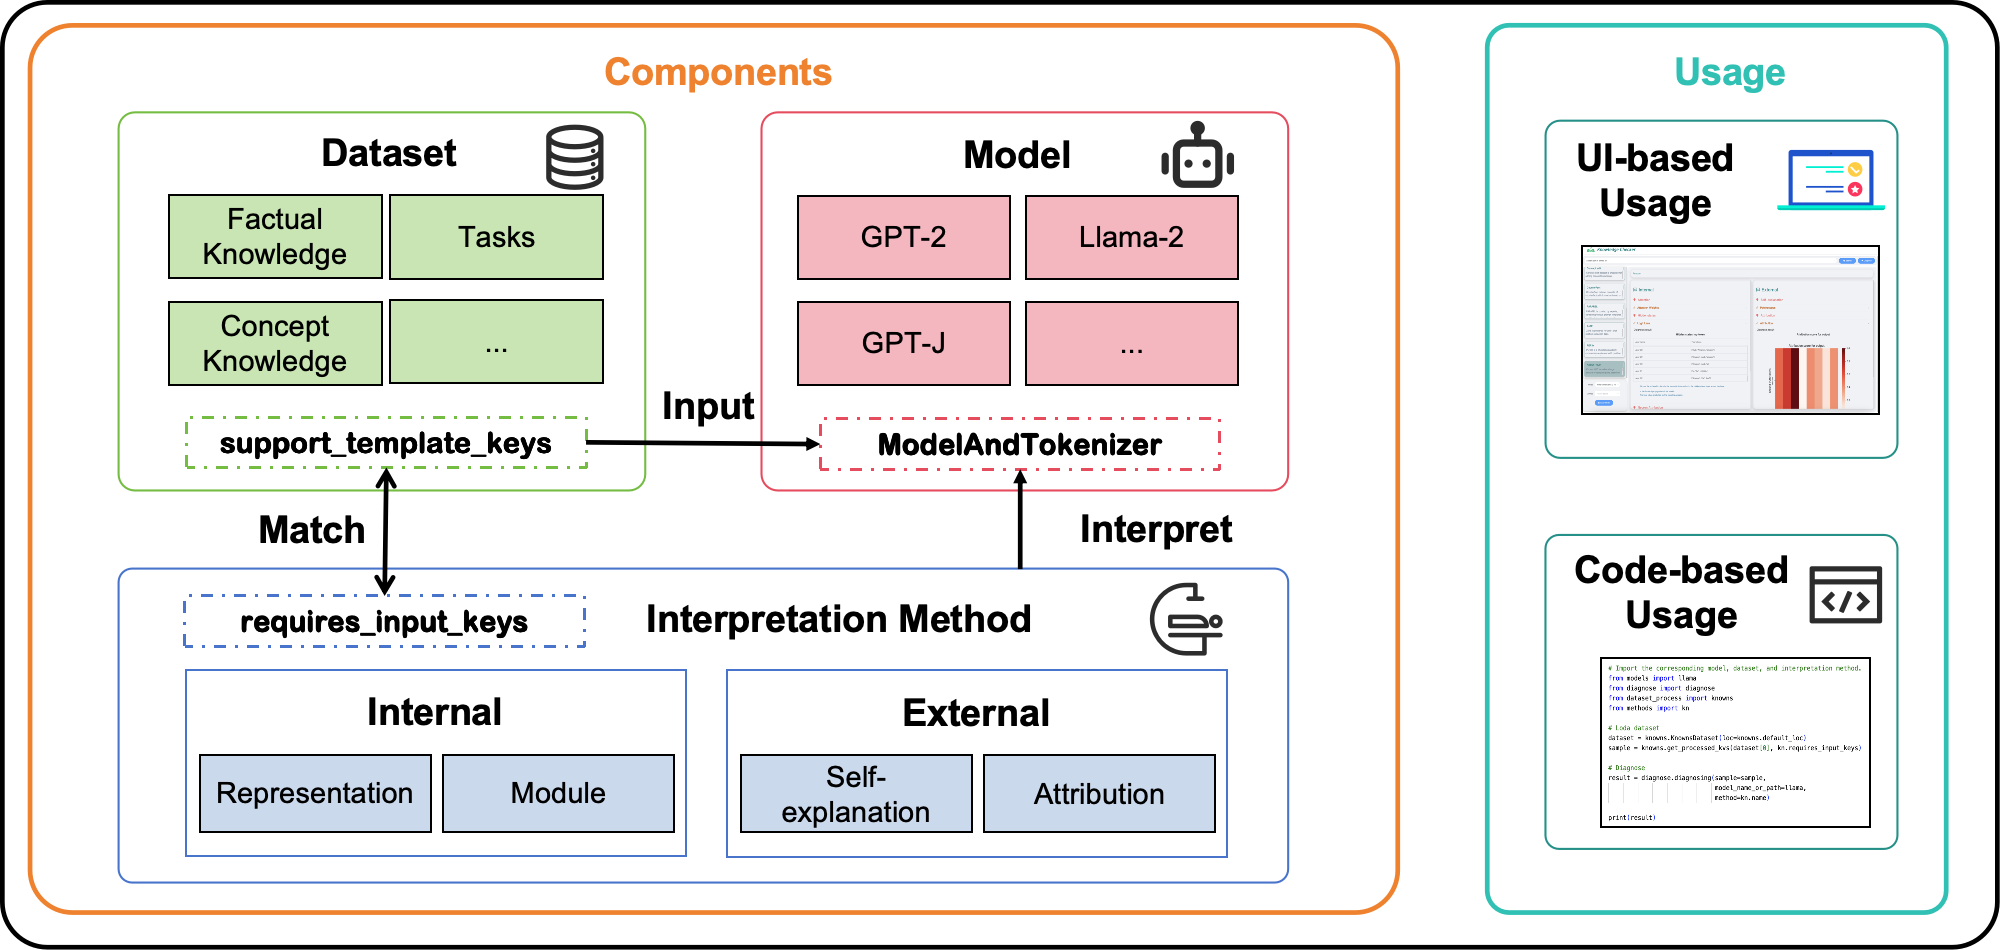 Components
Dataset
Factual
Knowledge
Tasks
Concept
Knowledge
...
support_template_keys
Input
Model
GPT-2
Llama-2
GPT-J
...
ModelAndTokenizer
Match
Interpret
requires_input_keys
Interpretation Method
Internal
Representation
Module
External
Self-
explanation
Attribution
Usage
UI-based
Usage
Internal
External
Code-based
Usage
# Import the corresponding model, dataset, and interpretation method.
from models import llama
from diagnose import diagnose
from dataset_process import knowns
from methods import kn
# Loda dataset
dataset = knowns.KnownsDataset(loc=knowns.default_loc)
sample = knowns.get_processed_kvs(dataset[0], kn.requires_input_keys)
# Diagnose
result = diagnose.diagnosing(sample=sample,
model_name_or_path=llama,
method=kn.name)
print(result)